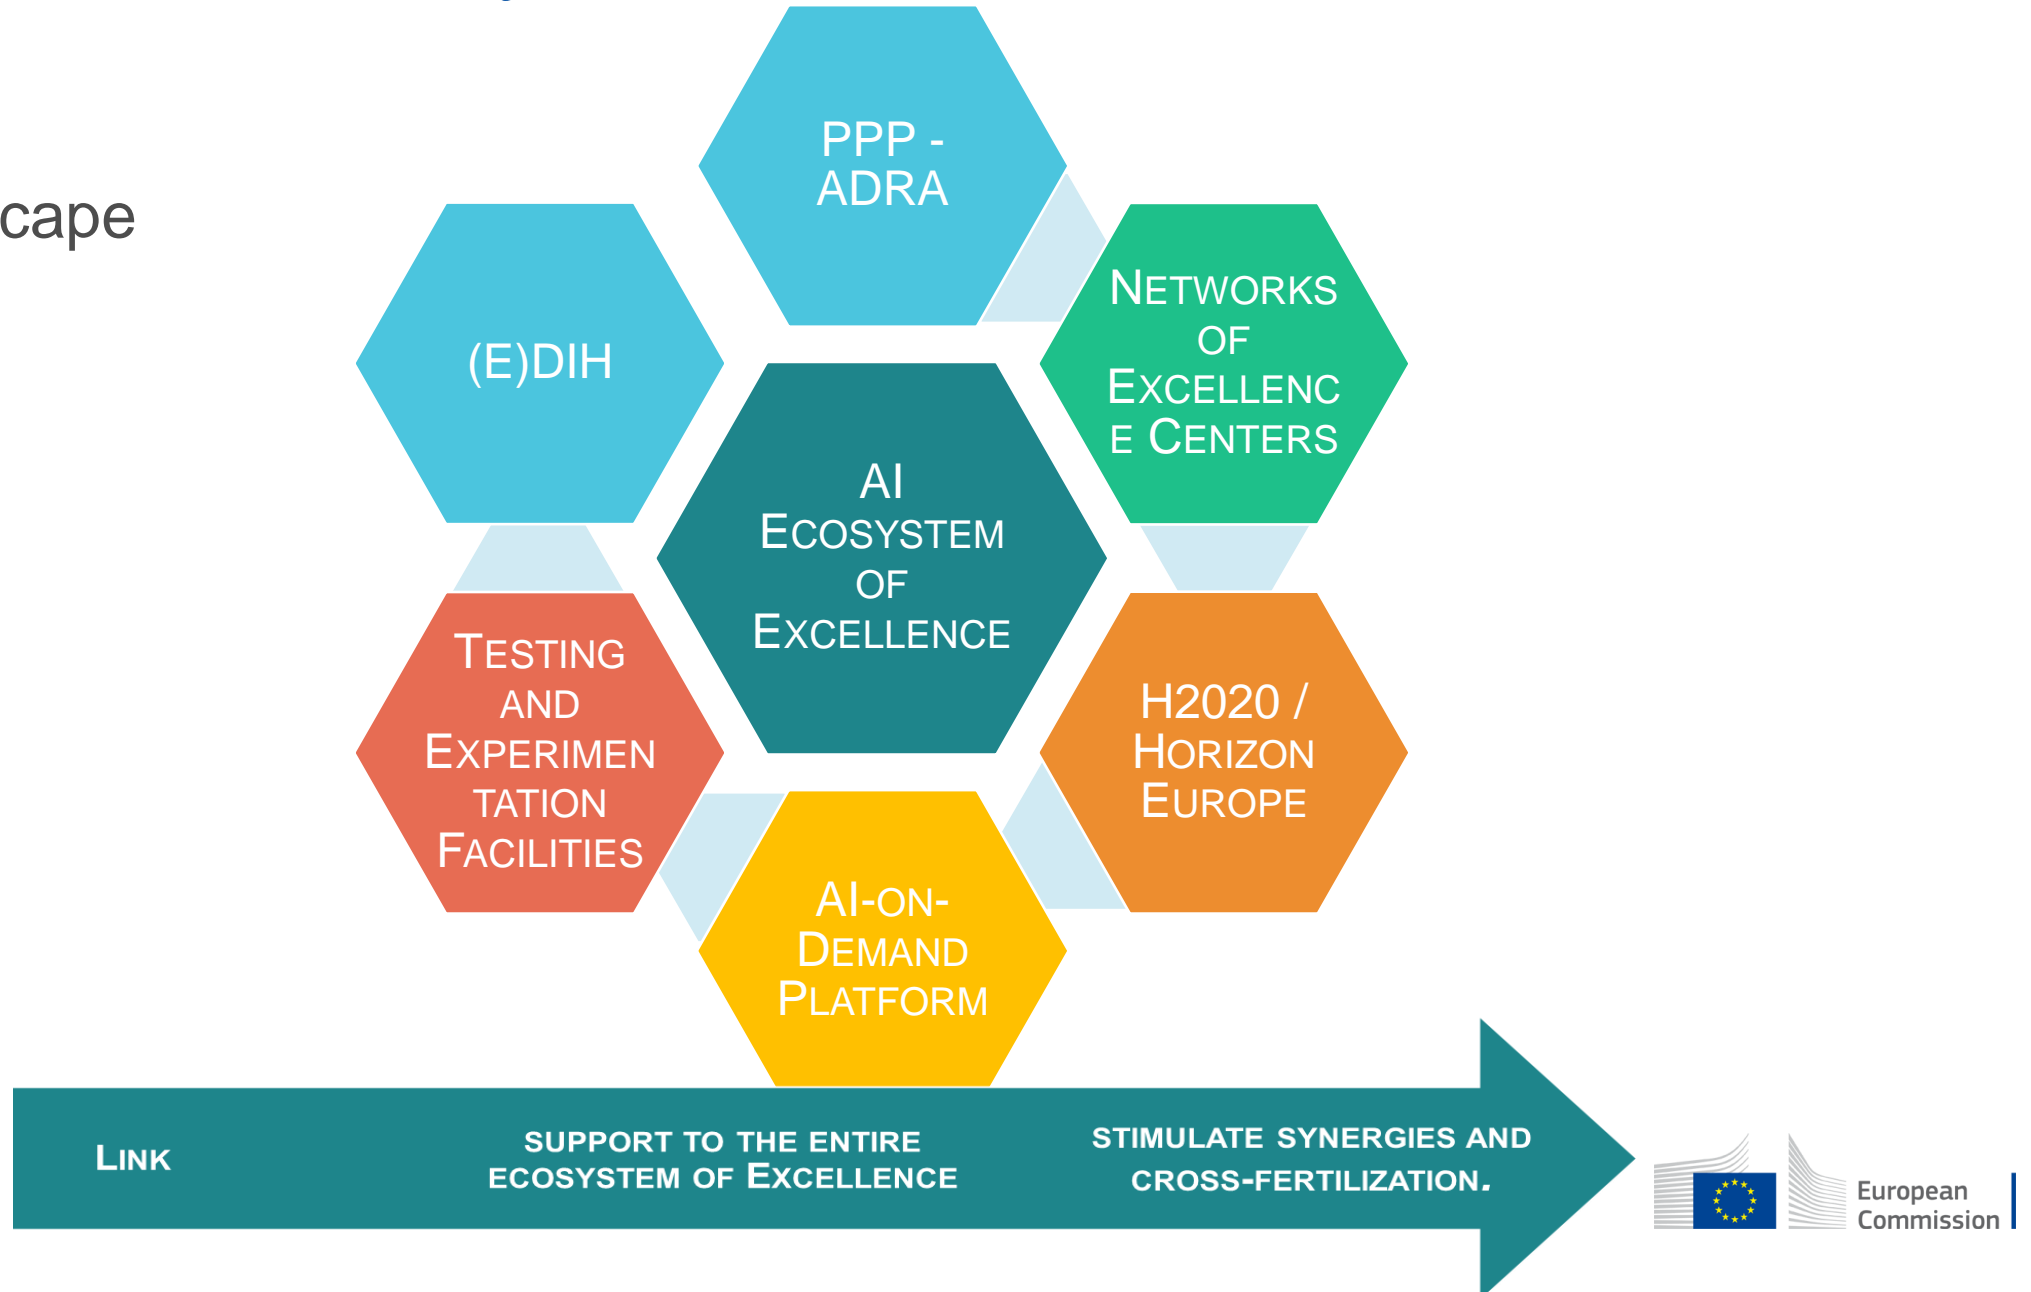 cape
PPP -
ADRA
(E)DIH
NETWORKS
OF
EXCELLENC
E CENTERS
AI
ECOSYSTEM
OF
EXCELLENCE
TESTING
AND
EXPERIMEN
TATION
FACILITIES
H2020 /
HORIZON
EUROPE
AI-ON-
DEMAND
PLATFORM
LINK
SUPPORT TO THE ENTIRE
ECOSYSTEM OF EXCELLENCE
STIMULATE SYNERGIES AND
CROSS-FERTILIZATION.
European
Commission